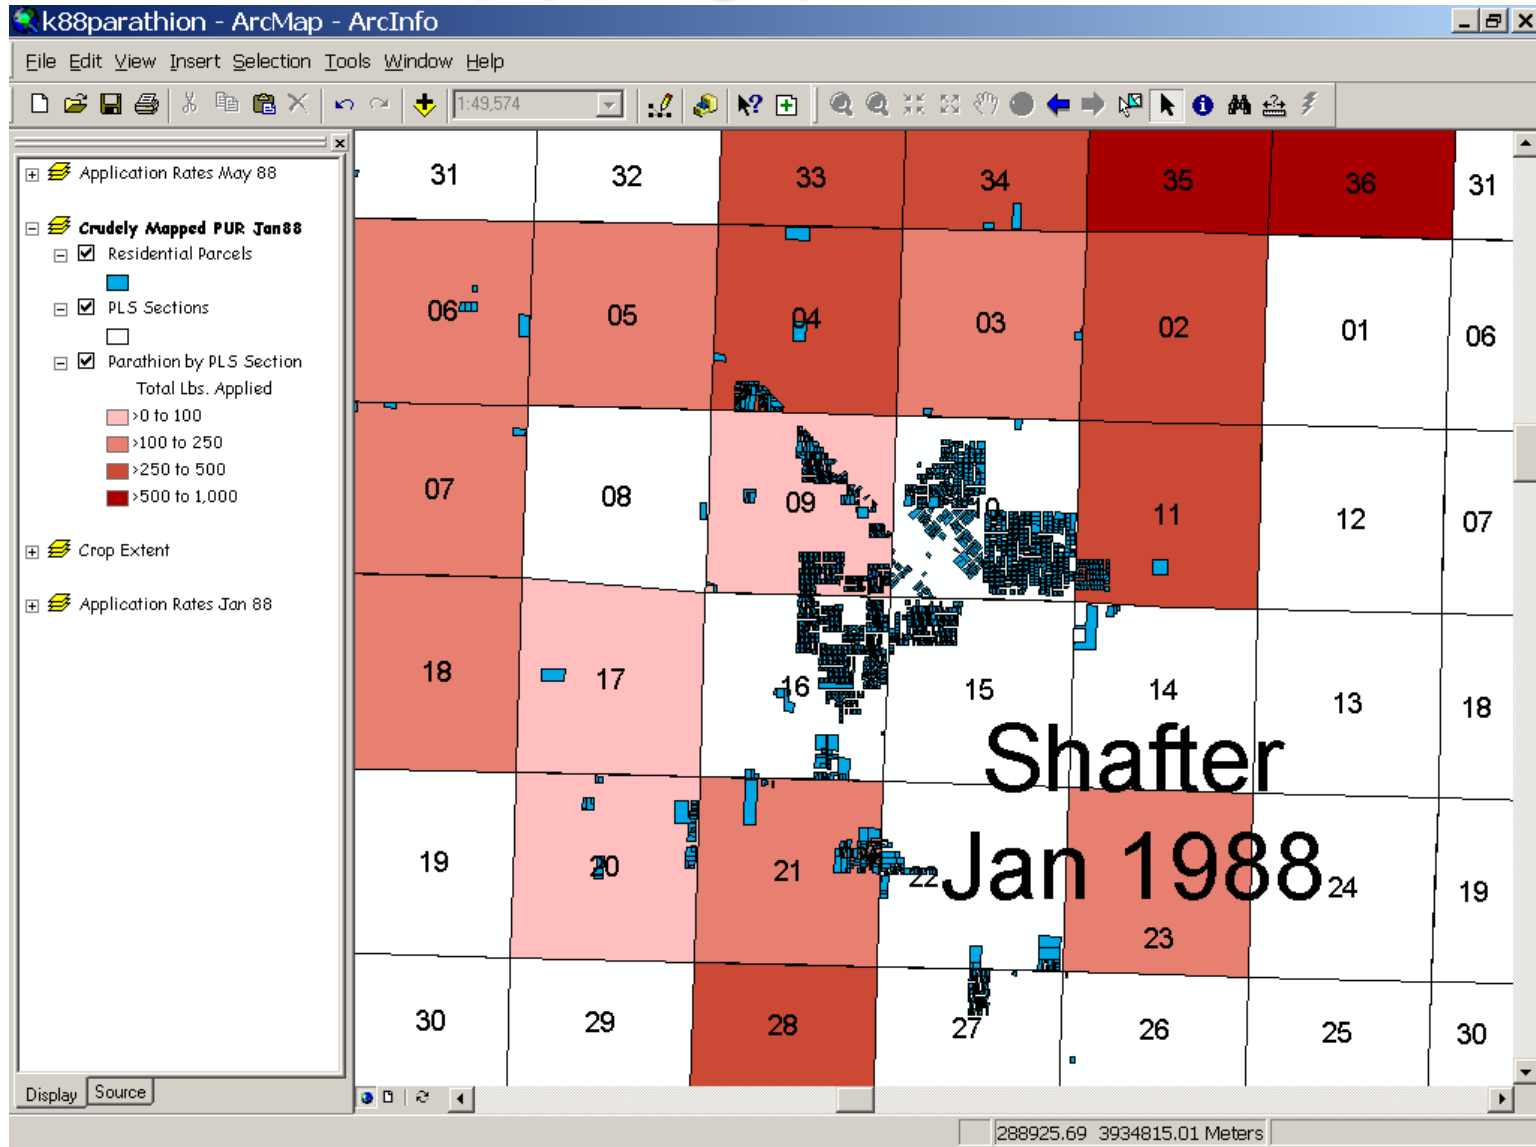 k88parathion - ArcMap - ArcInfo
File Edit View Insert Selection Tools Window Help
1:49,574
Application Rates May 88
Crudely Mapped PUR Jan88
Residential Parcels
PLS Sections
Parathion by PLS Section
Total Lbs. Applied
>0 to 100
>100 to 250
>250 to 500
>500 to 1,000
Crop Extent
Application Rates Jan 88
31 32 33 34 35 36 31
06 05 04 03 02 01 06
07 08 09 10 11 12 07
18 17 16 15 14 13 18
Shafter
19 20 21 22 23 24 19
Jan 1988
30 29 28 27 26 25 30
Display Source
288925.69 3934815.01 Meters